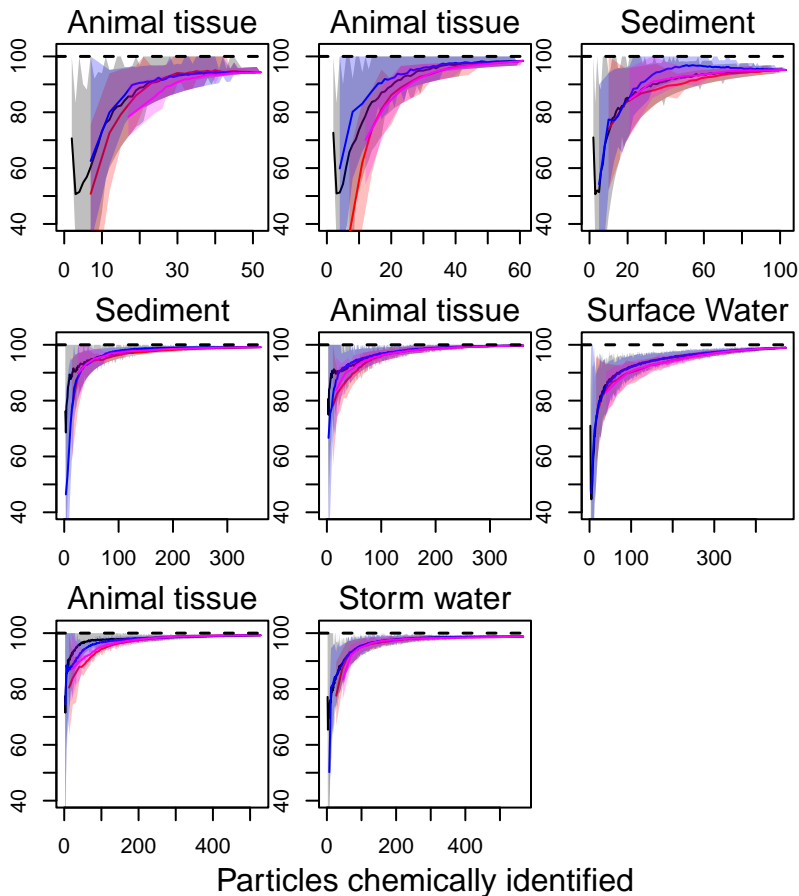 Animal tissue Animal tissue Sediment
100 100 100
80 80 80
60 60 60
40 40 40
0 10 30 50 0 20 40 60 0 20 60 100
Sediment Animal tissue Surface Water
100 100 100
80 80 80
60 60 60
40 40 40
0 100 200 300 0 100 200 300 0 100 300
Animal tissue Storm water
100 100
80 80
60 60
40 40
0 200 400 0 200 400
Particles chemically identified